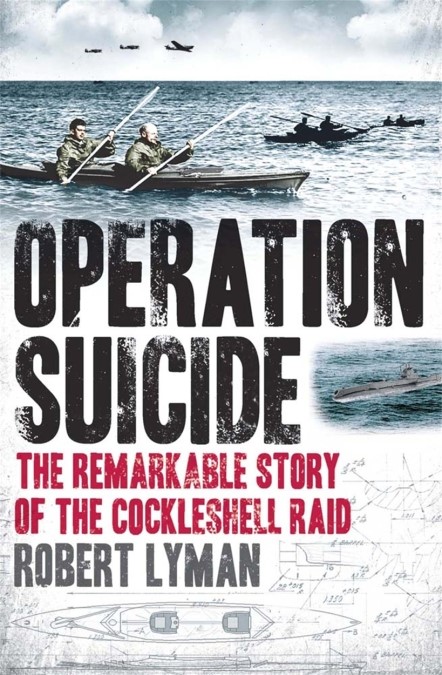 OPERATION
SUICIDE
THE REMARKABLE STORY
OF THE COCKLESHELL RAID
ROBERT LYMAN